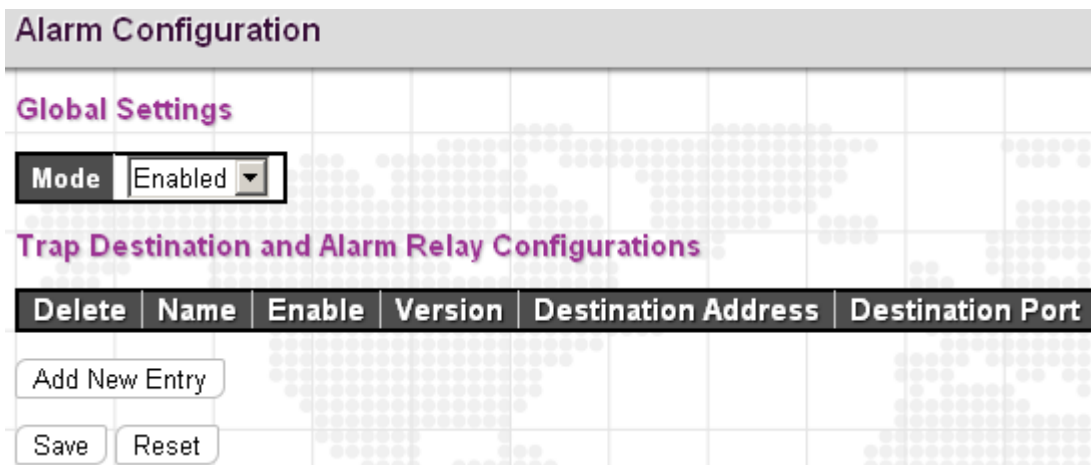 Alarm Configuration
Global Settings
Mode Enabled
Trap Destination and Alarm Relay Configurations
Delete Name Enable Version Destination Address Destination Port
Add New Entry
Save Reset